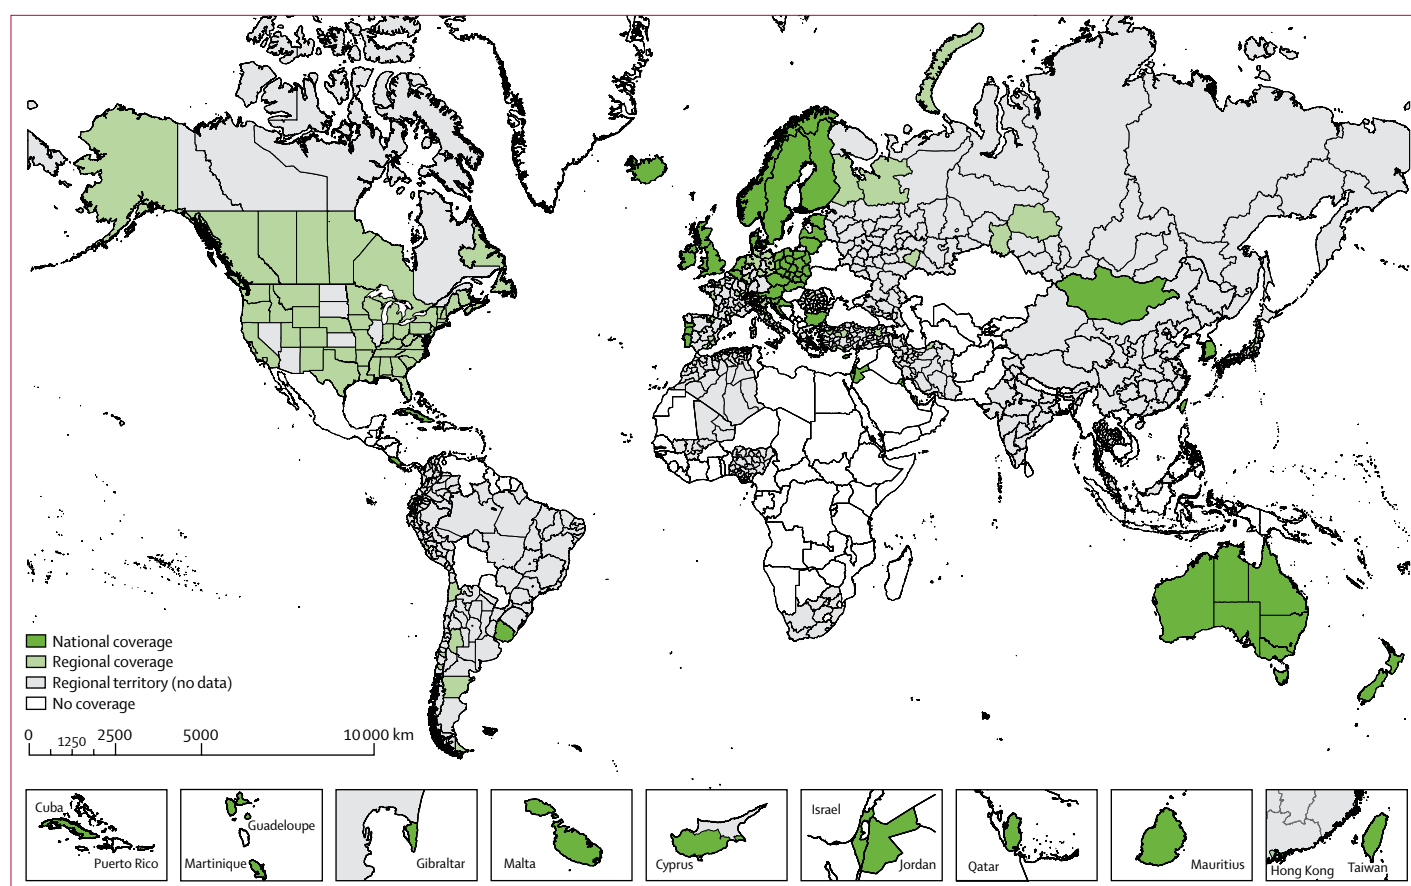 National coverage
Regional coverage
Regional territory (no data)
No coverage
0 1250 2500 5000 10 000 km
Cuba
Puerto Rico
Guadeloupe
Martinique
Gibraltar
Malta
Cyprus
Israel
Jordan
Qatar
Mauritius
Hong Kong
Taiwan